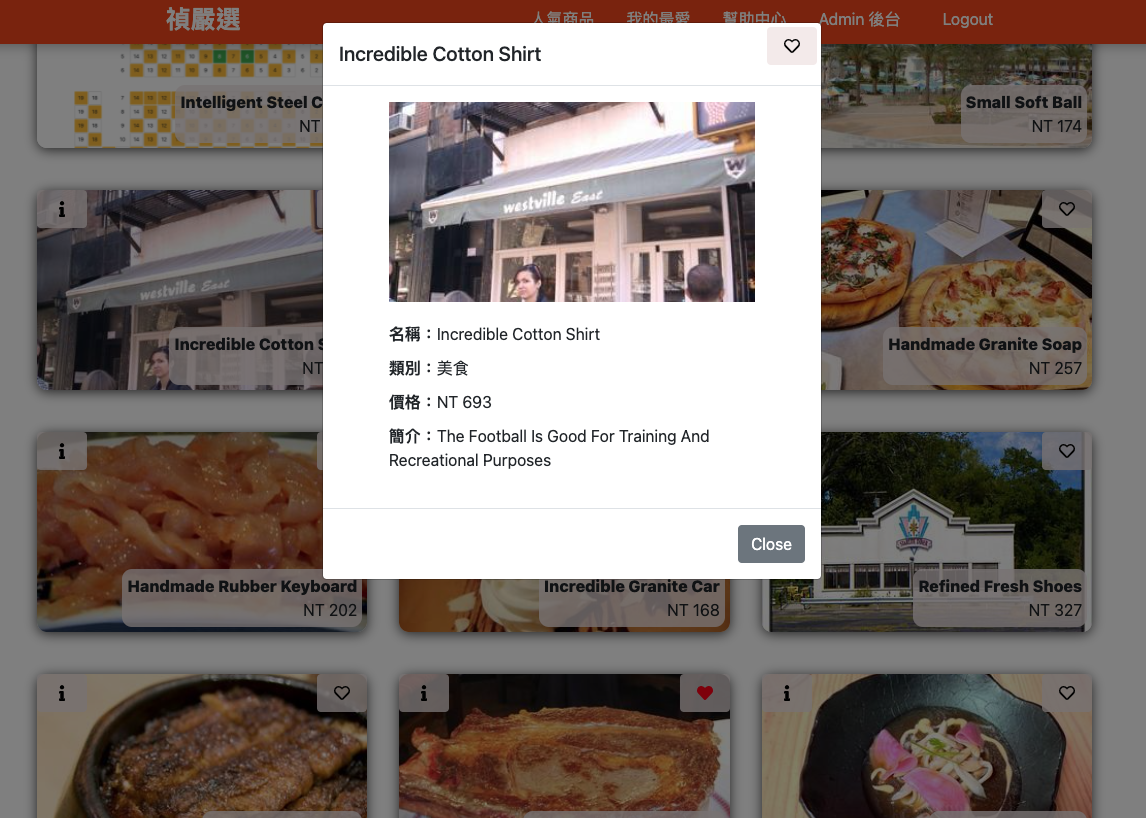 禎嚴選
人氣商品 我的最愛 幫助中心 Admin 後台 Logout
Incredible Cotton Shirt
westville East
W
名稱：Incredible Cotton Shirt
類別：美食
價格：NT 693
簡介：The Football Is Good For Training And
Recreational Purposes
Close
Intelligent Steel C
NT
Small Soft Ball
NT 174
westville East
Incredible Cotton S
NT
Handmade Granite Soap
NT 257
Handmade Rubber Keyboard
NT 202
Incredible Granite Car
NT 168
Refined Fresh Shoes
NT 327